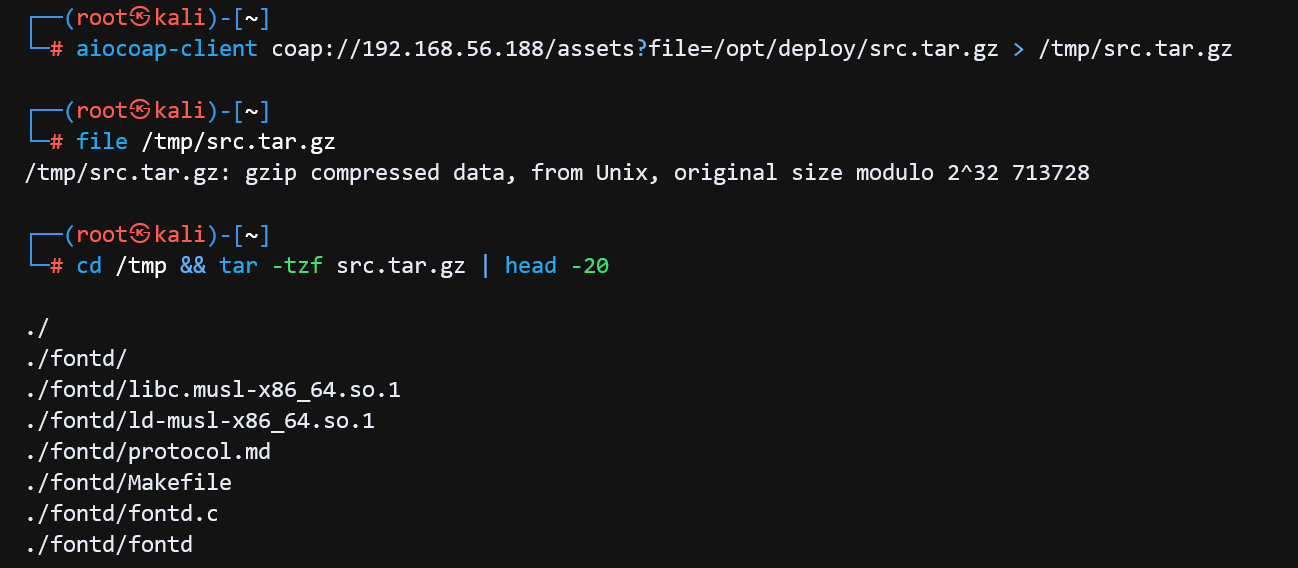 ┌──(root㉿kali)-[~]
└─# aiocoap-client coap://192.168.56.188/assets?file=/opt/deploy/src.tar.gz > /tmp/src.tar.gz
┌──(root㉿kali)-[~]
└─# file /tmp/src.tar.gz
/tmp/src.tar.gz: gzip compressed data, from Unix, original size modulo 2^32 713728
┌──(root㉿kali)-[~]
└─# cd /tmp && tar -tzf src.tar.gz | head -20
./
./fontd/
./fontd/libc.musl-x86_64.so.1
./fontd/ld-musl-x86_64.so.1
./fontd/protocol.md
./fontd/Makefile
./fontd/fontd.c
./fontd/fontd